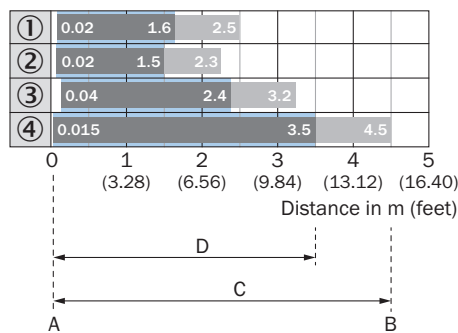 ① 0.02 1.6 2.5
② 0.02 1.5 2.3
③ 0.04 2.4 3.2
④ 0.015 3.5 4.5
0 1 2 3 4 5
(3.28) (6.56) (9.84) (13.12) (16.40)
Distance in m (feet)
D
C
A B